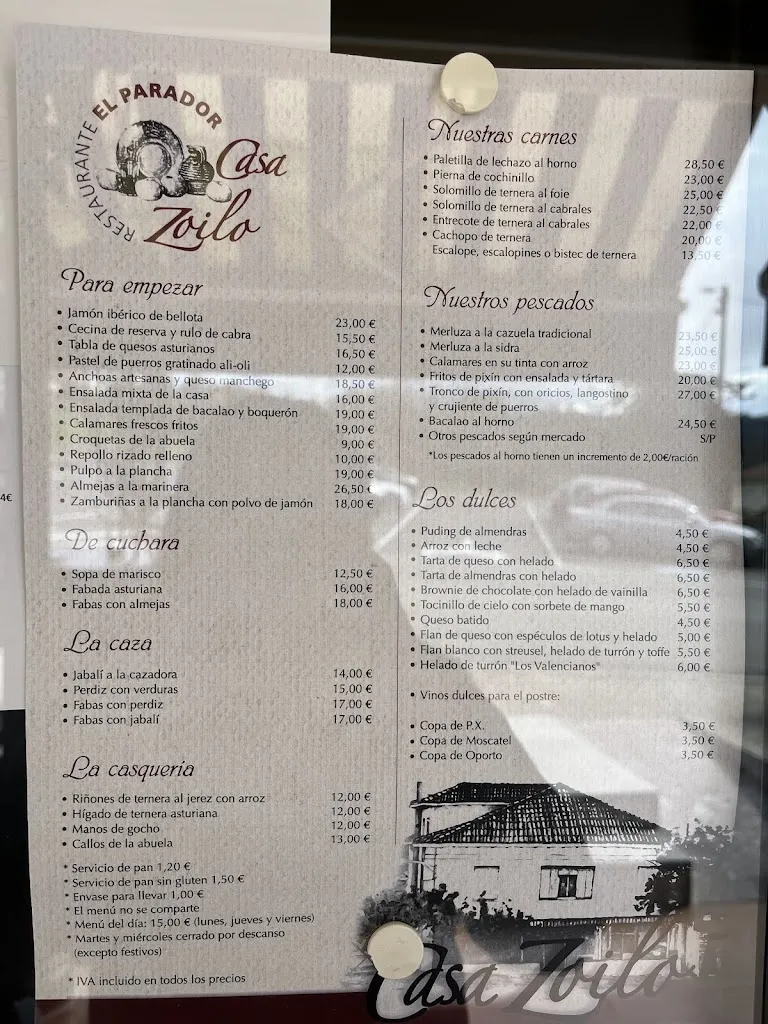 4€
RESTAURANTE EL PARADOR
Casa
Zoilo
Para empezar
• Jamón ibérico de bellota 23,00 €
• Cecina de reserva y rulo de cabra 15,50 €
• Tabla de quesos asturianos 16,50 €
• Pastel de puerros gratinado ali-oli 12,00 €
• Anchoas artesanas y queso manchego 18,50 €
• Ensalada mixta de la casa 16,00 €
• Ensalada templada de bacalao y boquerón 19,00 €
• Calamares frescos fritos 19,00 €
• Croquetas de la abuela 9,00 €
• Repollo rizado relleno 10,00 €
• Pulpo a la plancha 19,00 €
• Almejas a la marinera 26,50 €
• Zamburiñas a la plancha con polvo de jamón 18,00 €
De cuchara
• Sopa de marisco 12,50 €
• Fabada asturiana 16,00 €
• Fabas con almejas 18,00 €
La caza
• Jabalí a la cazadora 14,00 €
• Perdiz con verduras 15,00 €
• Fabas con perdiz 17,00 €
• Fabas con jabalí 17,00 €
La casqueria
• Riñones de ternera al jerez con arroz 12,00 €
• Hígado de ternera asturiana 12,00 €
• Manos de gocho 12,00 €
• Callos de la abuela 13,00 €
* Servicio de pan 1,20 €
* Servicio de pan sin gluten 1,50 €
* Envase para llevar 1,00 €
* El menú no se comparte
* Menú del día: 15,00 € (lunes, jueves y viernes)
* Martes y miércoles cerrado por descanso
(excepto festivos)
* IVA incluido en todos los precios
Nuestras carnes
• Paletilla de lechazo al horno 28,50 €
• Pierna de cochinillo 23,00 €
• Solomillo de ternera al foie 25,00 €
• Solomillo de ternera al cabrales 22,50 €
• Entrecote de ternera al cabrales 22,00 €
• Cachopo de ternera 20,00 €
Escalope, escalopines o bistec de ternera 13,50 €
Nuestros pescados
• Merluza a la cazuela tradicional 23,50 €
• Merluza a la sidra 25,00 €
• Calamares en su tinta con arroz 23,00 €
• Fritos de pixín con ensalada y tártara 20,00 €
• Tronco de pixín, con oricios, langostino 27,00 €
y crujiente de puerros
• Bacalao al horno 24,50 €
• Otros pescados según mercado S/P
*Los pescados al horno tienen un incremento de 2,00€/ración
Los dulces
• Puding de almendras 4,50 €
• Arroz con leche 4,50 €
• Tarta de queso con helado 6,50 €
• Tarta de almendras con helado 6,50 €
• Brownie de chocolate con helado de vainilla 6,50 €
• Tocinillo de cielo con sorbete de mango 5,50 €
• Queso batido 4,50 €
• Flan de queso con espéculos de lotus y helado 5,00 €
• Flan blanco con streusel, helado de turrón y toffe 5,50 €
• Helado de turrón "Los Valencianos" 6,00 €
• Vinos dulces para el postre:
• Copa de P.X. 3,50 €
• Copa de Moscatel 3,50 €
• Copa de Oporto 3,50 €
Casa Zoilo